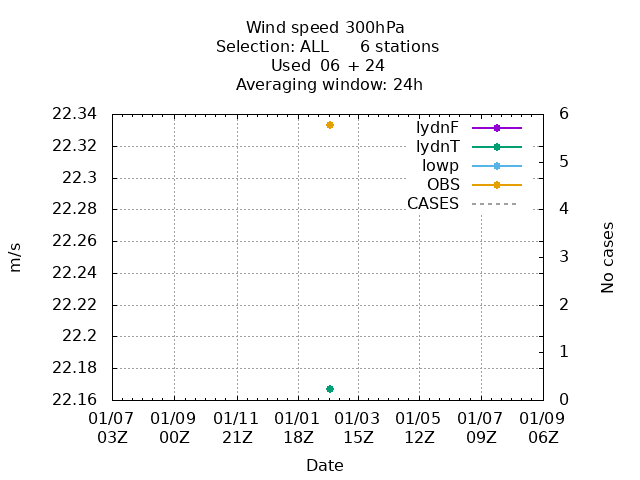 Wind speed 300hPa
Selection: ALL      6 stations
Used  06 + 24
Averaging window: 24h
22.34
22.32
22.3
22.28
22.26
22.24
22.22
22.2
22.18
22.16
m/s
lydnF
lydnT
lowp
OBS
CASES
6
5
4
3
2
1
0
No cases
01/07 01/09 01/11 01/01 01/03 01/05 01/07 01/09
03Z 00Z 21Z 18Z 15Z 12Z 09Z 06Z
Date